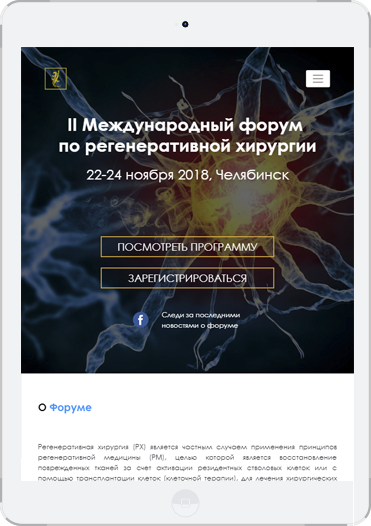 II Международный форум
по регенеративной хирургии
22-24 ноября 2018, Челябинск
ПОСМОТРЕТЬ ПРОГРАММУ
ЗАРЕГИСТРИРОВАТЬСЯ
Следи за последними
новостями о форуме
О Форуме
Регенеративная хирургия (РХ) является частным случаем применения принципов
регенеративной медицины (РМ), целью которой является восстановление
поврежденных тканей за счет активации резидентных стволовых клеток или с
помощью трансплантации клеток (клеточной терапии), для лечения хирургических